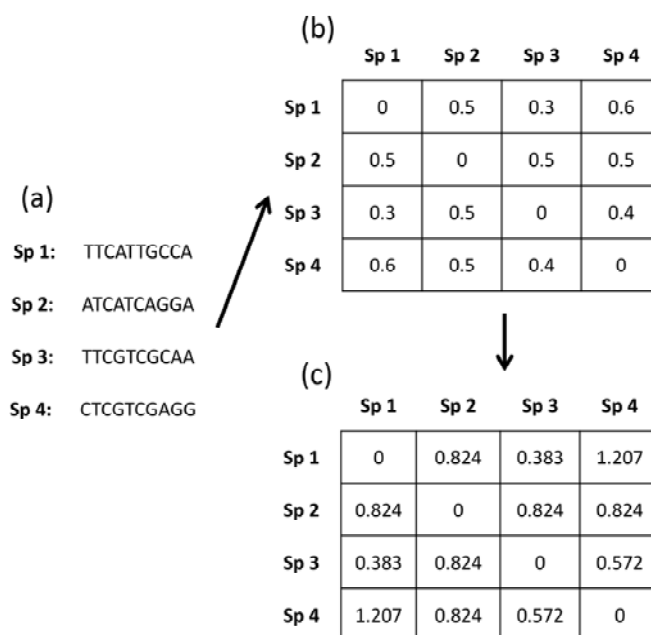 (b)
Sp 1 Sp 2 Sp 3 Sp 4
Sp 1 0 0.5 0.3 0.6
Sp 2 0.5 0 0.5 0.5
Sp 3 0.3 0.5 0 0.4
Sp 4 0.6 0.5 0.4 0
(a)
Sp 1: TTCATTGCCA
Sp 2: ATCATCAGGA
Sp 3: TTCGTCGCAA
Sp 4: CTCGTCGAGG
(c)
Sp 1 Sp 2 Sp 3 Sp 4
Sp 1 0 0.824 0.383 1.207
Sp 2 0.824 0 0.824 0.824
Sp 3 0.383 0.824 0 0.572
Sp 4 1.207 0.824 0.572 0